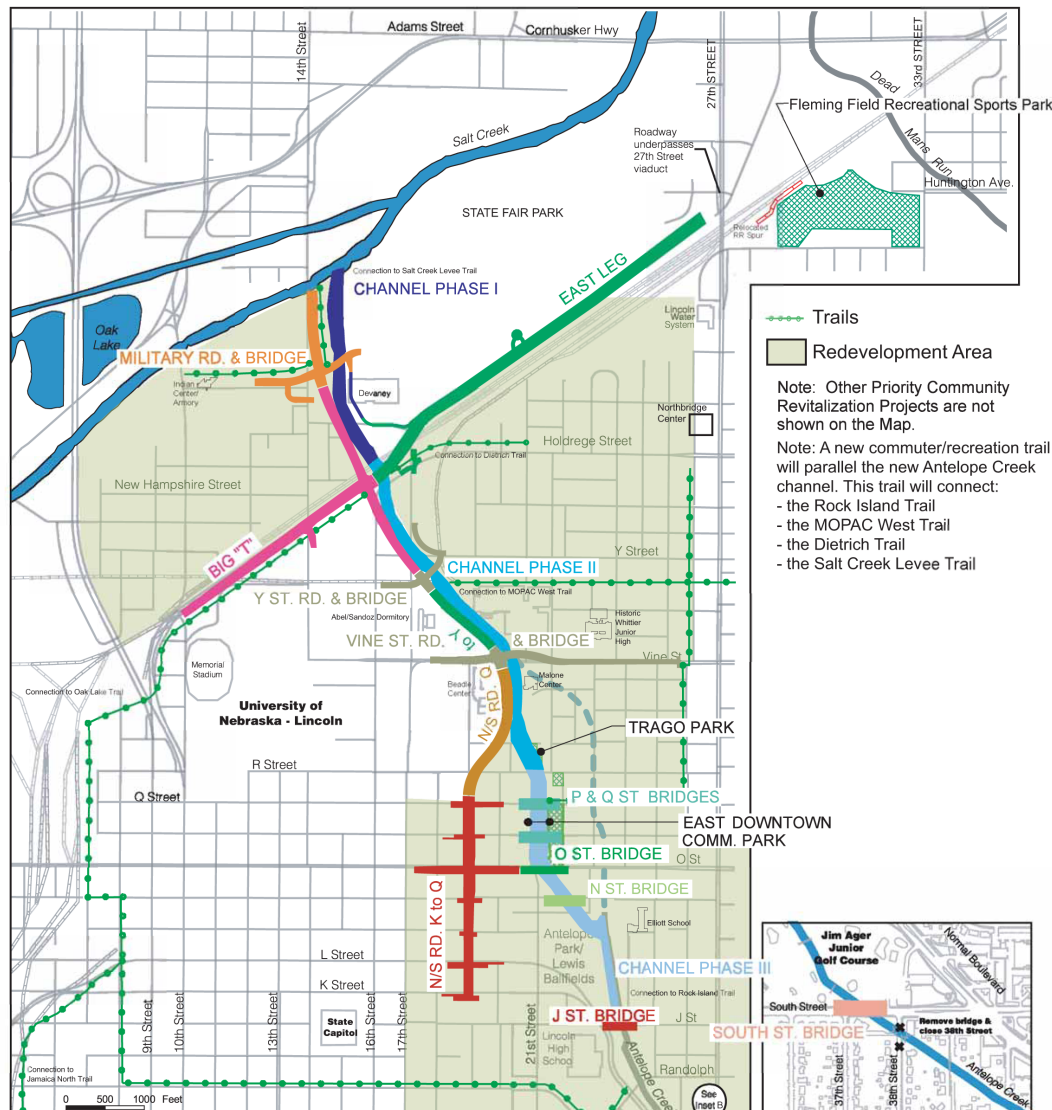 Adams Street
Cornhusker Hwy
14th Street
27th STREET
33rd STREET
Dead
Mans Run
Fleming Field Recreational Sports Park
Salt Creek
Roadway
underpasses
27th Street
viaduct
Huntington Ave.
STATE FAIR PARK
Relocated
RR Spur
Connection to Salt Creek Levee Trail
CHANNEL PHASE I
EAST LEG
Lincoln
Water
System
Oak
Lake
MILITARY RD. & BRIDGE
Indian
Center/
Armory
Devaney
Northbridge
Center
Trails
Redevelopment Area
Note: Other Priority Community
Revitalization Projects are not
shown on the Map.
Note: A new commuter/recreation trail
will parallel the new Antelope Creek
channel. This trail will connect:
- the Rock Island Trail
- the MOPAC West Trail
- the Dietrich Trail
- the Salt Creek Levee Trail
Holdrege Street
Connection to Dietrich Trail
New Hampshire Street
BIG "T"
Y Street
CHANNEL PHASE II
Connection to MOPAC West Trail
Y ST. RD. & BRIDGE
Abel/Sandoz Dormitory
Historic
Whittier
Junior
High
VINE ST. RD.
to Y
& BRIDGE
Vine St
Memorial
Stadium
Beadle
Center
Malone
Center
N/S RD. Q
Connection to Oak Lake Trail
University of
Nebraska - Lincoln
TRAGO PARK
R Street
Q Street
P & Q ST BRIDGES
EAST DOWNTOWN
COMM. PARK
O ST. BRIDGE
O St
N ST. BRIDGE
N/S RD. K to Q
Elliott School
Antelope
Park/
Lewis
Ballfields
L Street
K Street
CHANNEL PHASE III
Connection to Rock Island Trail
9th Street
10th Street
13th Street
16th Street
17th Street
21st Street
State
Capitol
J ST. BRIDGE
J St
Lincoln
High
School
Antelope Creek
Randolph
Connection to
Jamaica North Trail
0 500 1000 Feet
See
Inset B
Jim Ager
Junior
Golf Course
Normal Boulevard
South Street
SOUTH ST. BRIDGE
Remove bridge &
close 38th Street
37th Street
38th Street
Antelope Creek